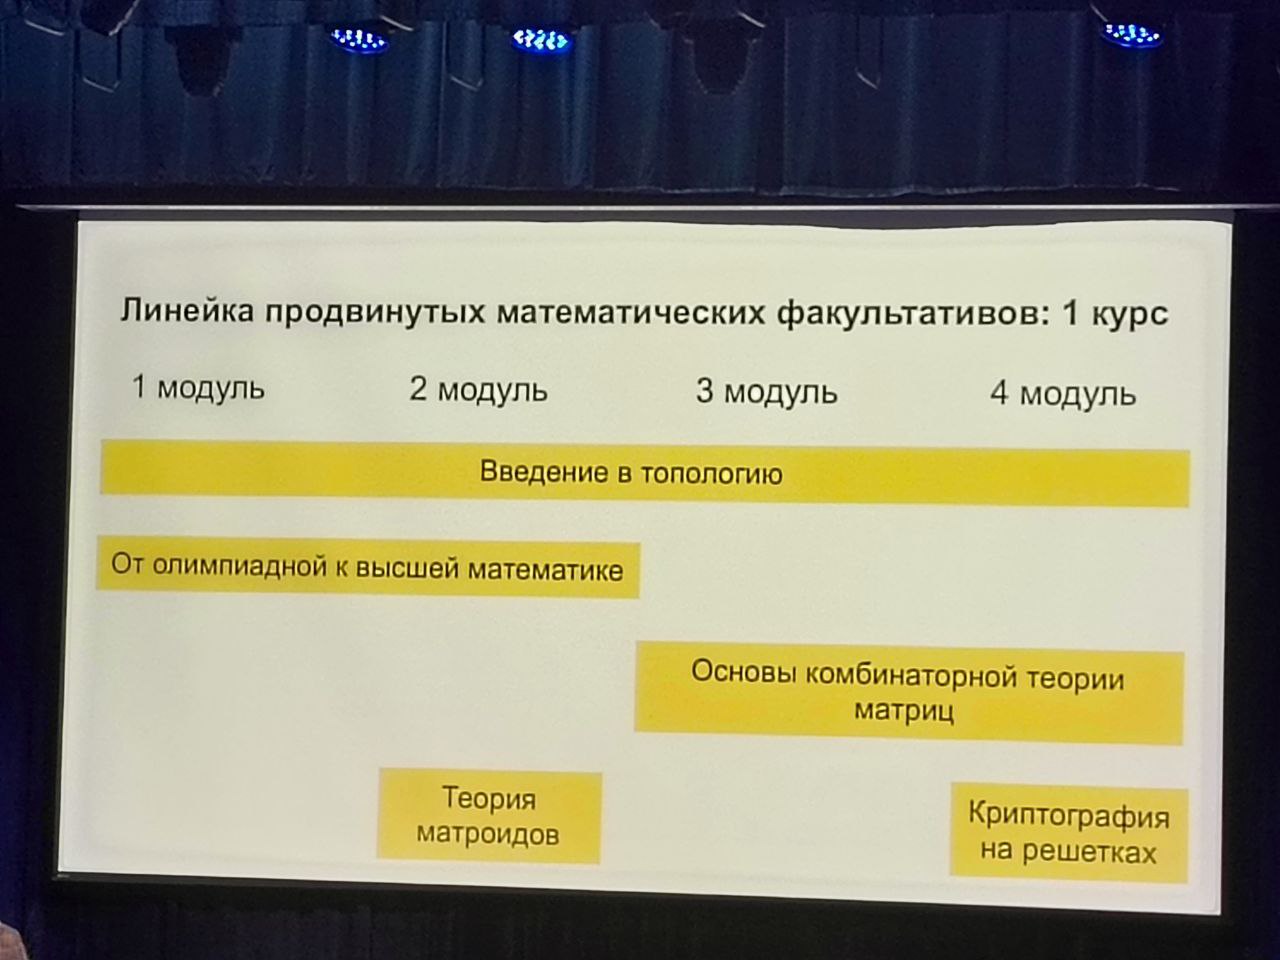 Линейка продвинутых математических факультативов: 1 курс
1 модуль 2 модуль 3 модуль 4 модуль
Введение в топологию
От олимпиадной к высшей математике
Основы комбинаторной теории
матриц
Теория
матроидов
Криптография
на решетках